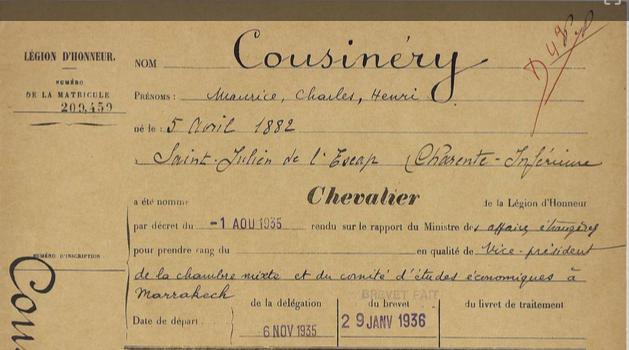 LÉGION D'HONNEUR.
NUMÉRO
DE LA MATRICULE
209,459
NOM Cousinéry
PRÉNOMS : Maurice, Charles, Henri
né le : 5 Avril 1882
à Saint-Julien de l'Escap (Charente-Inférieure
a été nommé Chevalier de la Légion d'Honneur
par décret du -1 AOU 1935 rendu sur le rapport du Ministre des affaires étrangères
pour prendre rang du en qualité de Vice-président
NUMÉRO D'INSCRIPTION
de la chambre mixte et du comité d'études économiques à
Marrakech
BREVET FAIT
de la délégation du brevet du livret de traitement
Date de départ : 6 NOV 1935 29 JANV 1936
Cou